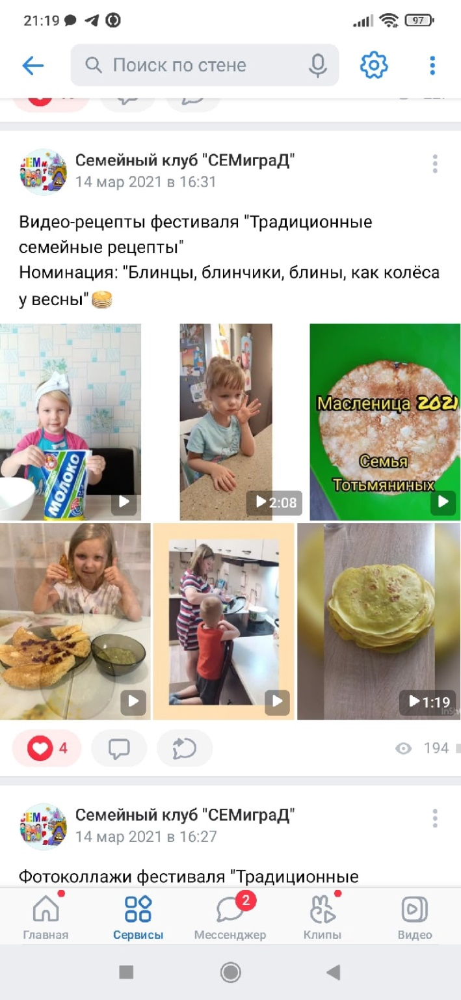 21:19
97
Поиск по стене
Семейный клуб "СЕМиграД"
14 мар 2021 в 16:31
Видео-рецепты фестиваля "Традиционные
семейные рецепты"
Номинация: "Блинцы, блинчики, блины, как колёса
у весны"
МОЛОКО
2:08
Масленица 2021
Семья
Тотьмяниных
1:19
4
194
Семейный клуб "СЕМиграД"
14 мар 2021 в 16:27
Фотоколлажи фестиваля "Традиционные
2
Главная
Сервисы
Мессенджер
Клипы
Видео